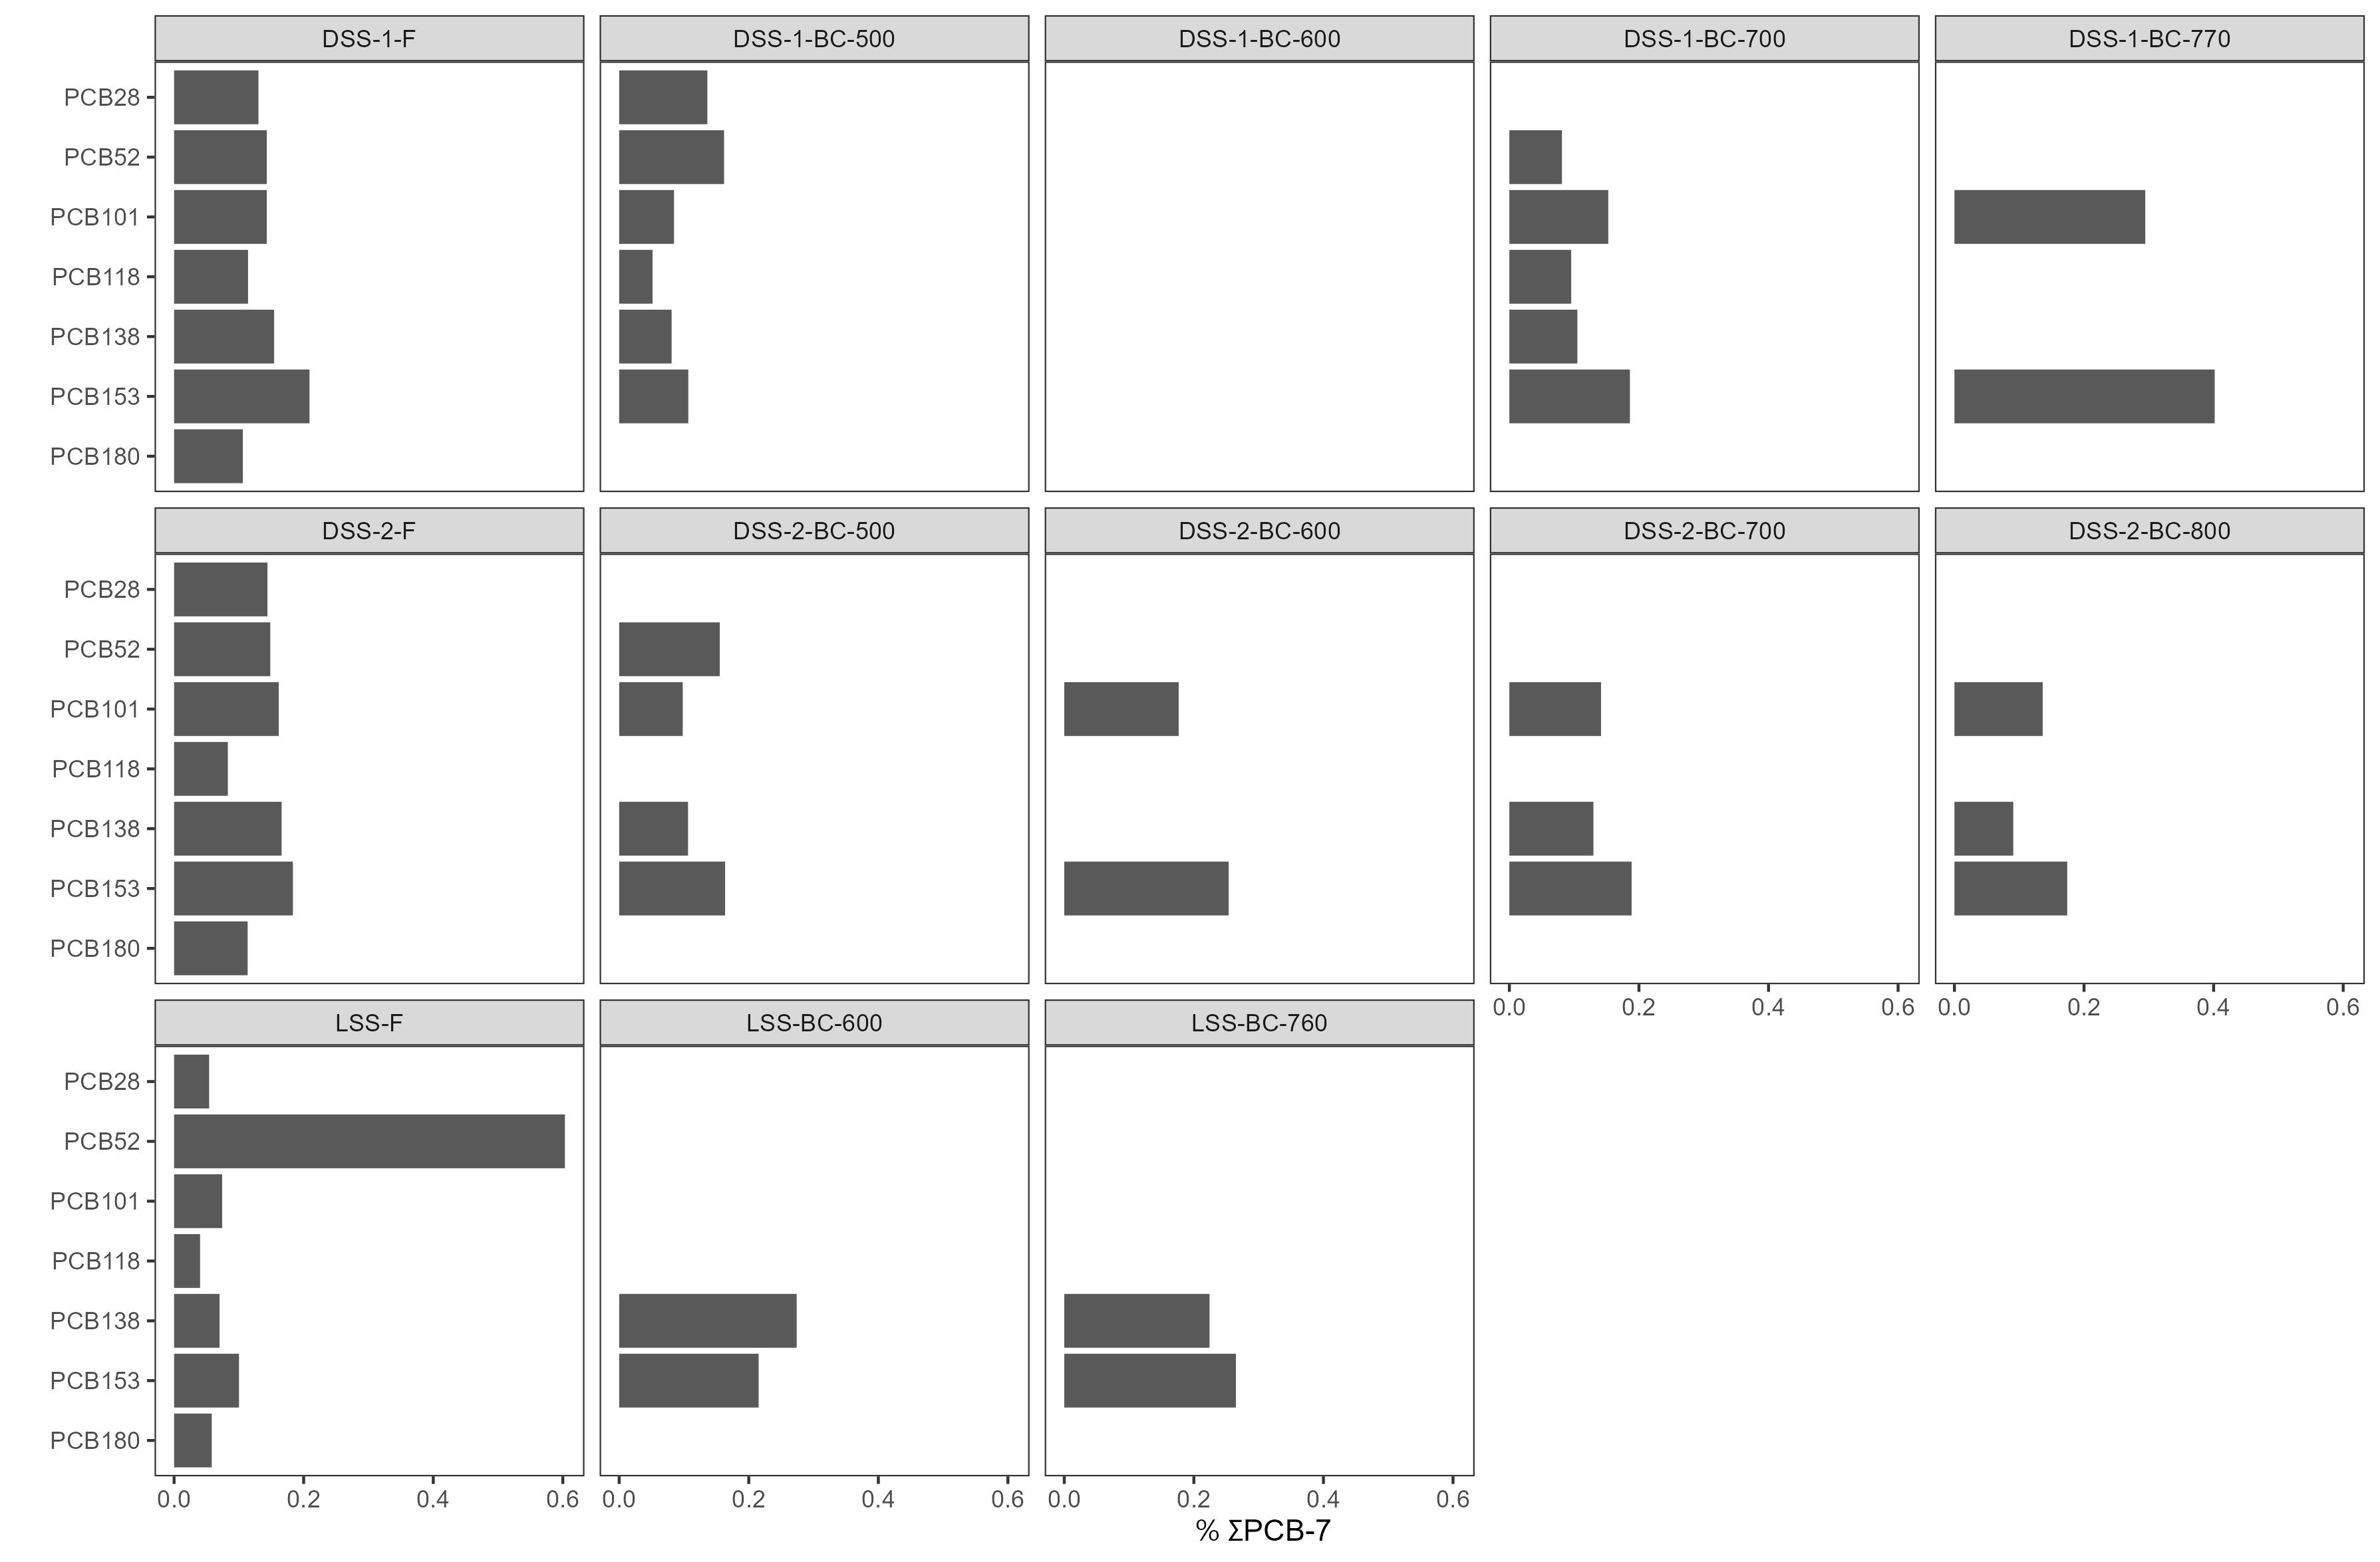 DSS-1-F DSS-1-BC-500 DSS-1-BC-600 DSS-1-BC-700 DSS-1-BC-770
PCB28
PCB52
PCB101
PCB118
PCB138
PCB153
PCB180
DSS-2-F DSS-2-BC-500 DSS-2-BC-600 DSS-2-BC-700 DSS-2-BC-800
PCB28
PCB52
PCB101
PCB118
PCB138
PCB153
PCB180
0.0 0.2 0.4 0.6 0.0 0.2 0.4 0.6
LSS-F LSS-BC-600 LSS-BC-760
PCB28
PCB52
PCB101
PCB118
PCB138
PCB153
PCB180
0.0 0.2 0.4 0.6 0.0 0.2 0.4 0.6 0.0 0.2 0.4 0.6
% ΣPCB-7